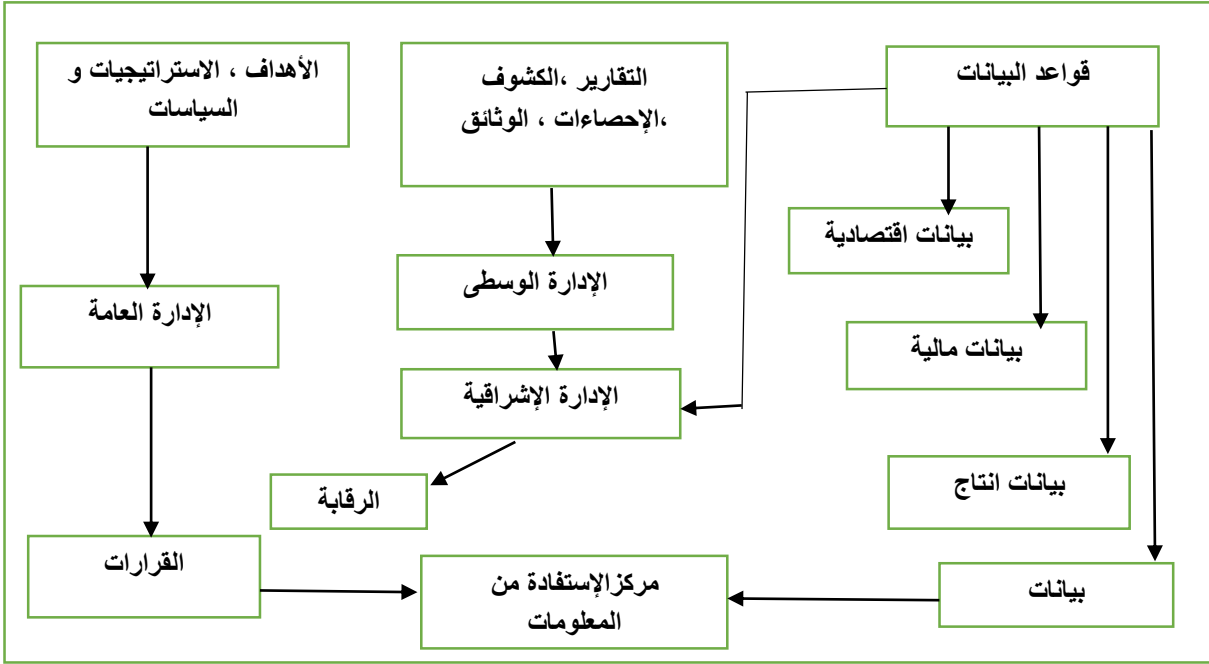 قواعد البيانات
التقارير ،الكشوف
،الإحصاءات ، الوثائق
الأهداف ، الاستراتيجيات و
السياسات
بيانات اقتصادية
الإدارة الوسطى
الإدارة العامة
بيانات مالية
الإدارة الإشراقية
بيانات انتاج
الرقابة
القرارات
مركزالإستفادة من
المعلومات
بيانات